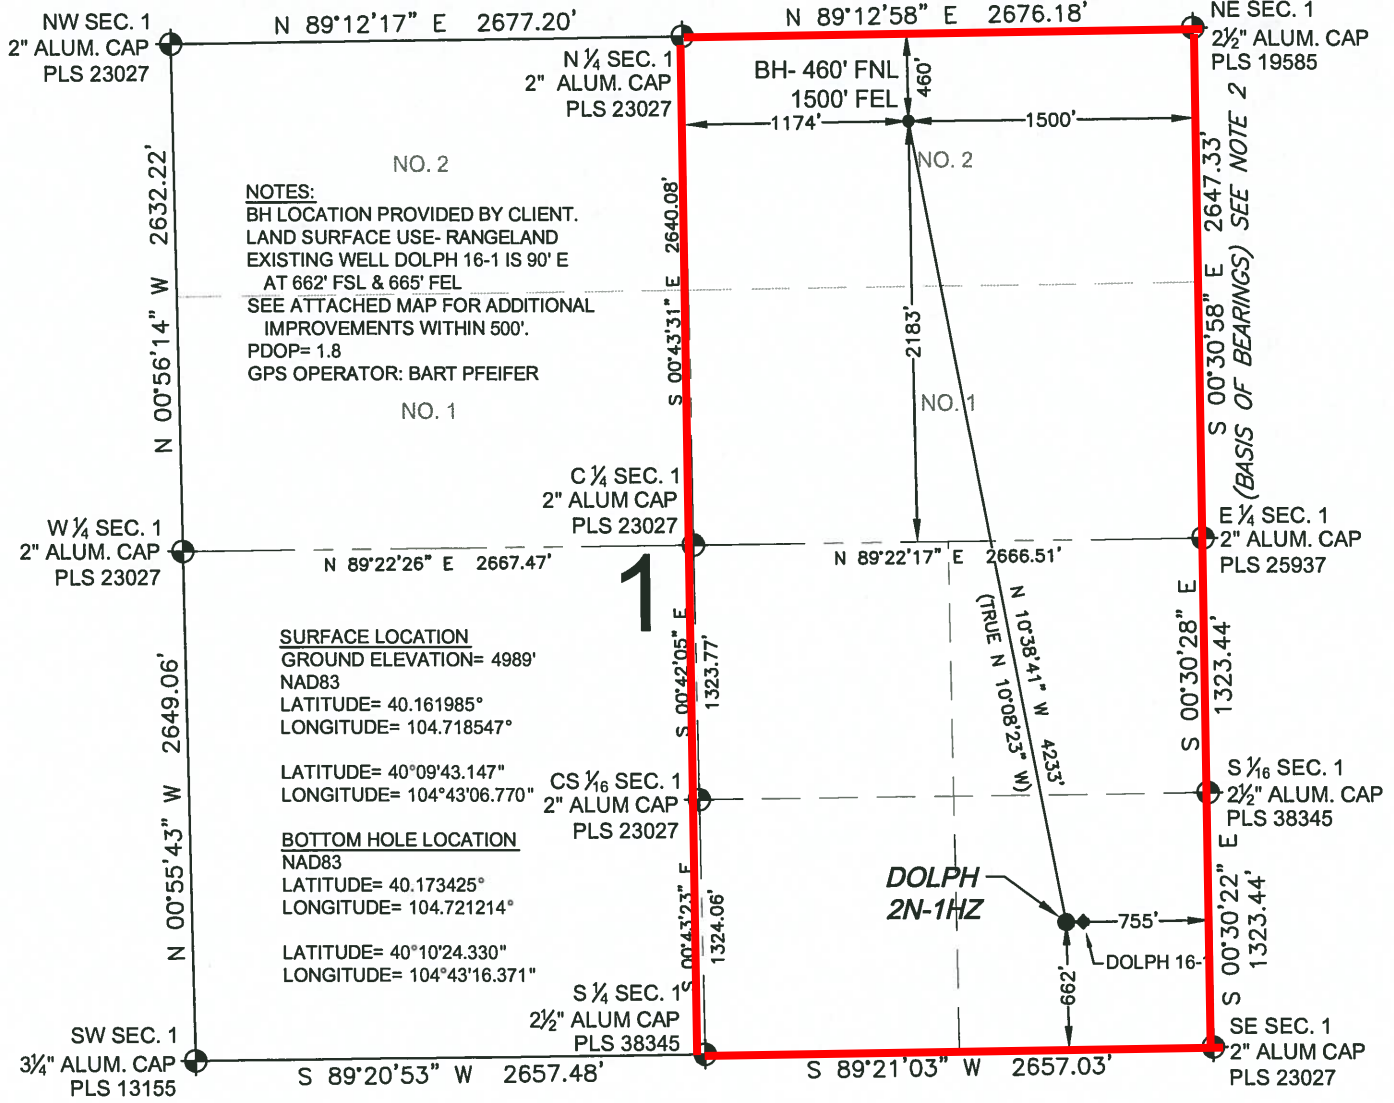 NW SEC. 1
2" ALUM. CAP
PLS 23027
N 89°12'17" E 2677.20'
N ¼ SEC. 1
2" ALUM. CAP
PLS 23027
N 89°12'58" E 2676.18'
NE SEC. 1
2½" ALUM. CAP
PLS 19585
BH- 460' FNL
1500' FEL
460'
1174'
1500'
NO. 2
NO. 2
N 00°56'14" W 2632.22'
NOTES:
BH LOCATION PROVIDED BY CLIENT.
LAND SURFACE USE- RANGELAND
EXISTING WELL DOLPH 16-1 IS 90' E
AT 662' FSL & 665' FEL
SEE ATTACHED MAP FOR ADDITIONAL
IMPROVEMENTS WITHIN 500'.
PDOP= 1.8
GPS OPERATOR: BART PFEIFER
S 00°43'31" E 2640.08'
2183'
S 00°30'58" E 2647.33'
(BASIS OF BEARINGS) SEE NOTE 2
NO. 1
NO. 1
C ¼ SEC. 1
2" ALUM CAP
PLS 23027
W ¼ SEC. 1
2" ALUM. CAP
PLS 23027
E ¼ SEC. 1
2" ALUM. CAP
PLS 25937
N 89°22'26" E 2667.47'
N 89°22'17" E 2666.51'
1
SURFACE LOCATION
GROUND ELEVATION= 4989'
NAD83
LATITUDE= 40.161985°
LONGITUDE= 104.718547°
LATITUDE= 40°09'43.147"
LONGITUDE= 104°43'06.770"
S 00°42'05" E
1323.77'
N 10°38'41" W 4233'
(TRUE N 10°08'23" W)
S 00°30'28" E
1323.44'
N 00°55'43" W 2649.06'
CS 1⁄16 SEC. 1
2" ALUM CAP
PLS 23027
S 1⁄16 SEC. 1
2½" ALUM. CAP
PLS 38345
BOTTOM HOLE LOCATION
NAD83
LATITUDE= 40.173425°
LONGITUDE= 104.721214°
LATITUDE= 40°10'24.330"
LONGITUDE= 104°43'16.371"
S 00°43'23" E
1324.06'
DOLPH
2N-1HZ
755'
DOLPH 16-
662'
S 00°30'22" E
1323.44'
S ¼ SEC. 1
2½" ALUM CAP
PLS 38345
SW SEC. 1
3¼" ALUM. CAP
PLS 13155
S 89°20'53" W 2657.48'
S 89°21'03" W 2657.03'
SE SEC. 1
2" ALUM CAP
PLS 23027